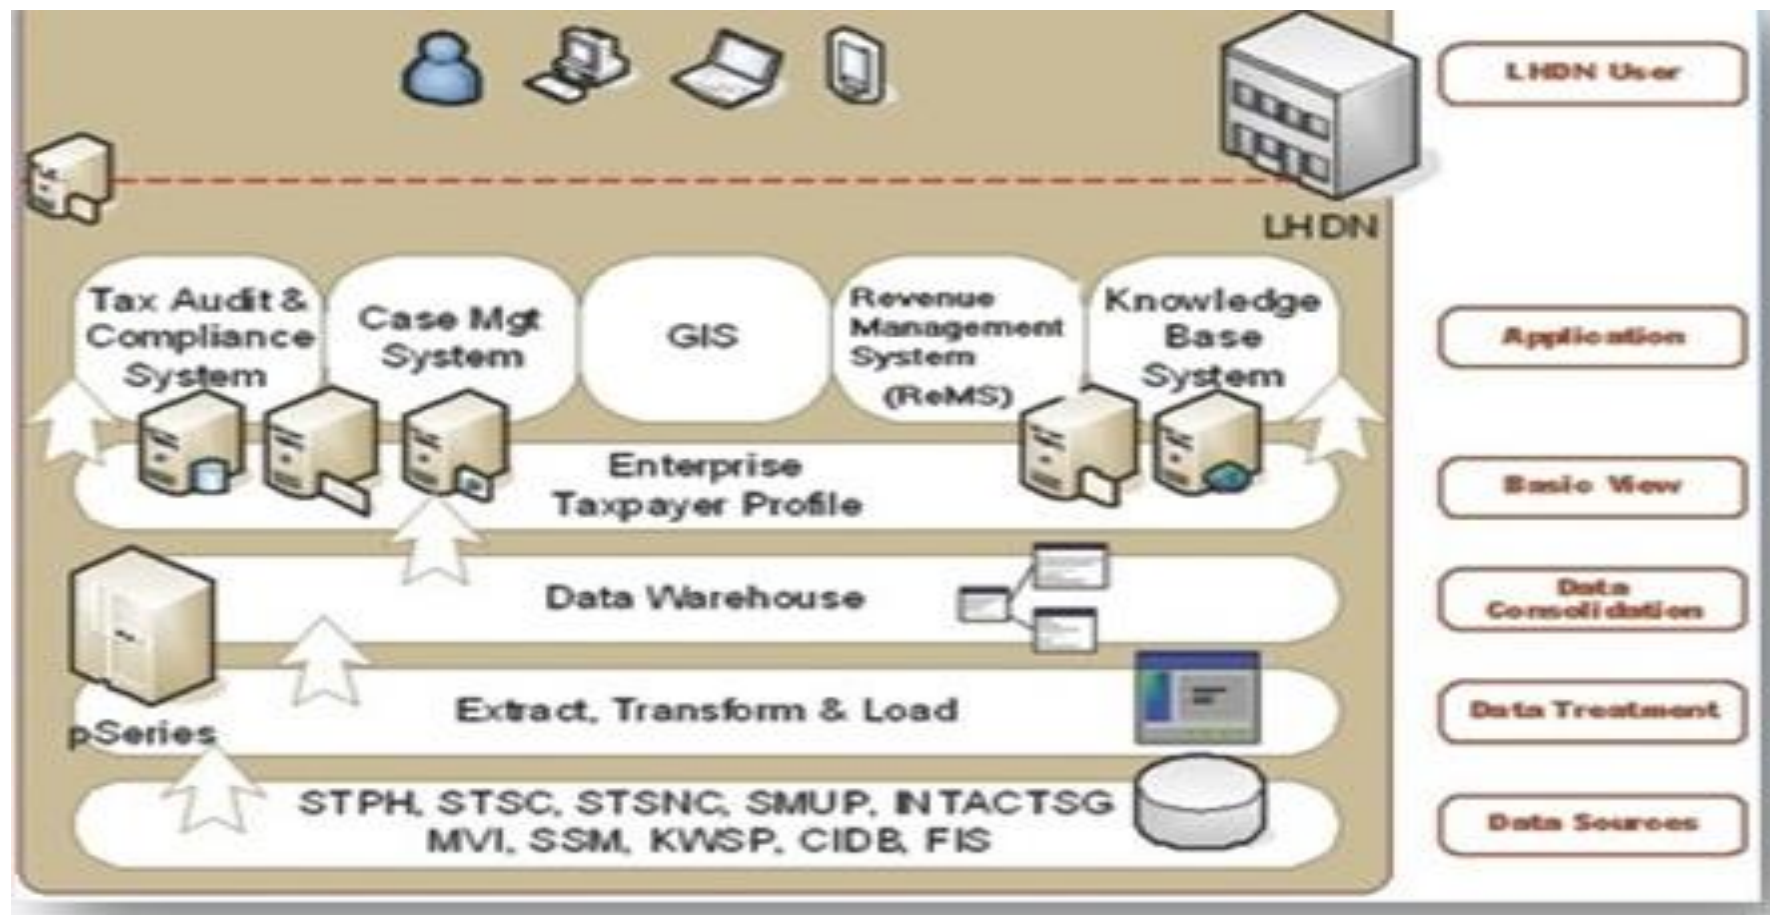 LHDN User
LHDN
Tax Audit &
Compliance
System
Case Mgt
System
GIS
Revenue
Management
System
(ReMS)
Knowledge
Base
System
Application
Enterprise
Taxpayer Profile
Basic View
Data Warehouse
Data
Consolidation
pSeries
Extract, Transform & Load
Data Treatment
STPH, STSC, STSNC, SMUP, INTACTSG
MVI, SSM, KWSP, CIDB, FIS
Data Sources